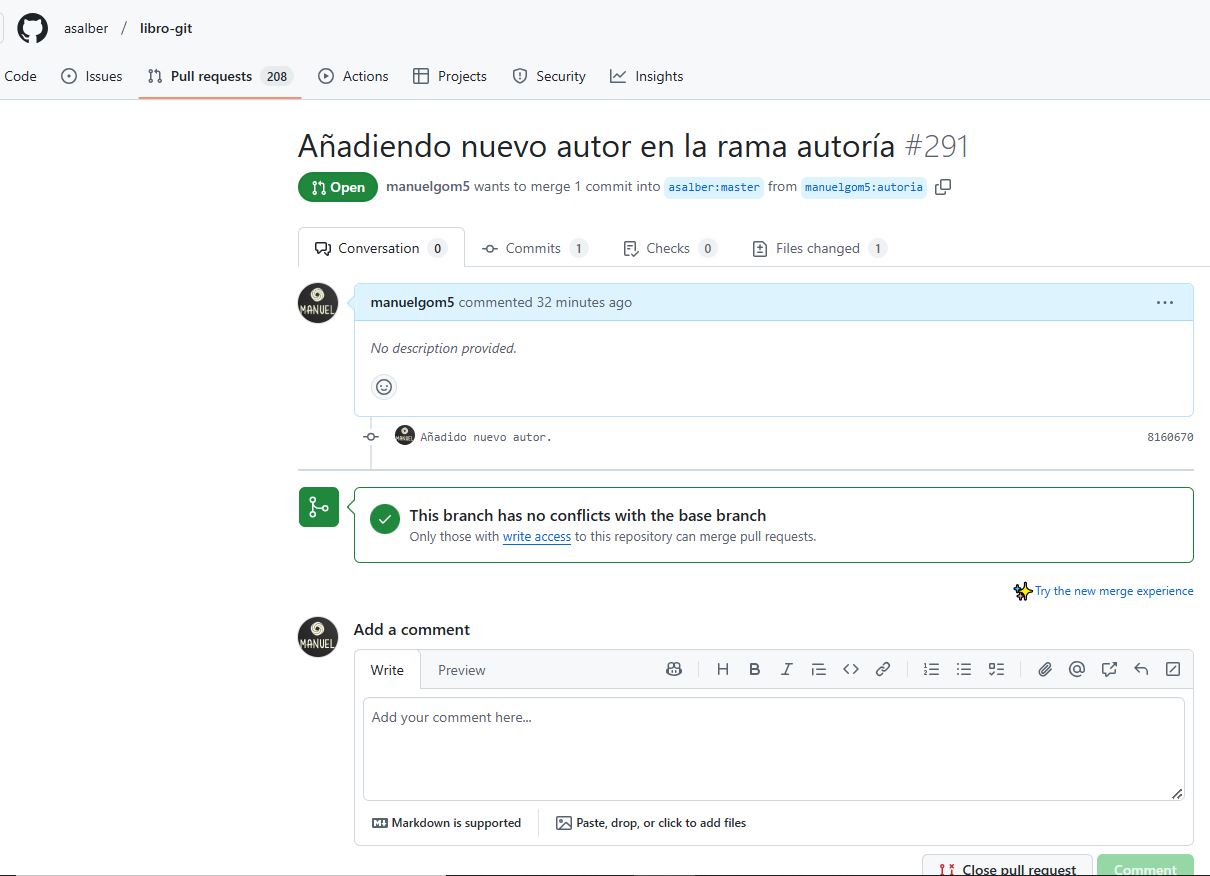 asalber / libro-git
Code Issues Pull requests 208 Actions Projects Security Insights
Añadiendo nuevo autor en la rama autoría #291
Open manuelgom5 wants to merge 1 commit into asalber:master from manuelgom5:autoria
Conversation 0 Commits 1 Checks 0 Files changed 1
MANUEL
manuelgom5 commented 32 minutes ago
No description provided.
MANUEL Añadido nuevo autor. 8160670
This branch has no conflicts with the base branch
Only those with write access to this repository can merge pull requests.
Try the new merge experience
MANUEL
Add a comment
Write Preview
Add your comment here...
Markdown is supported Paste, drop, or click to add files
Close pull request Comment